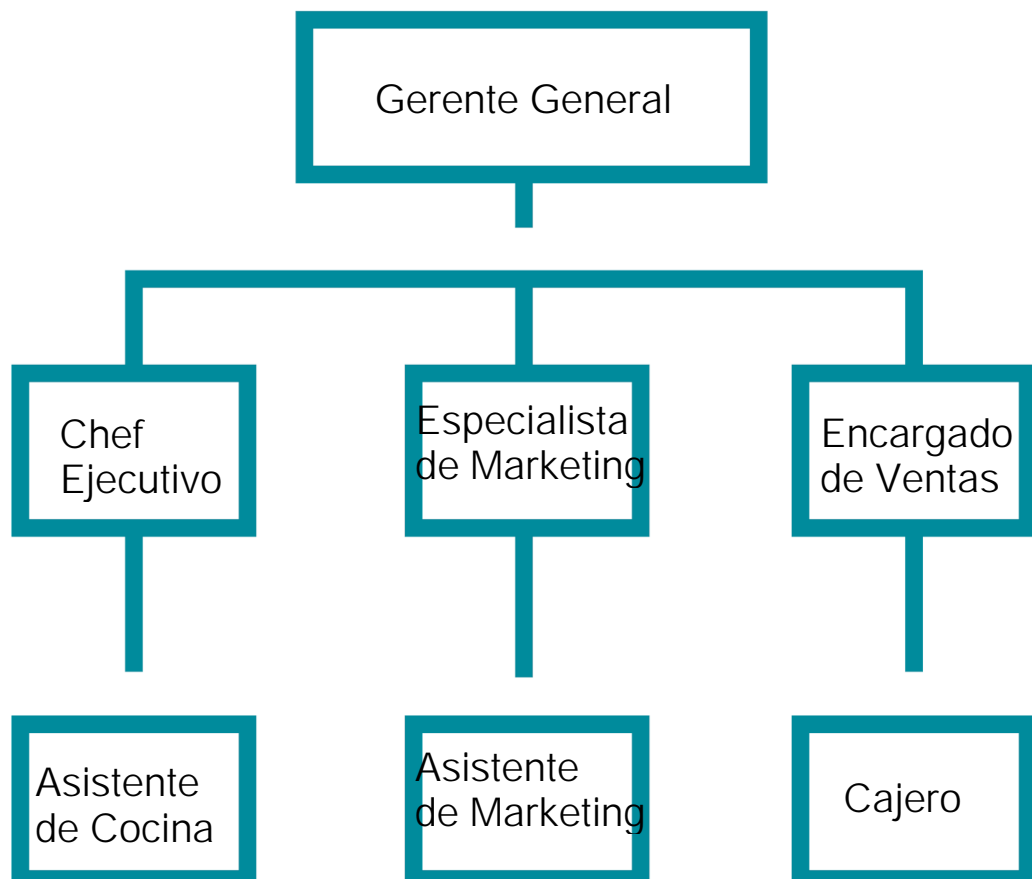 Gerente General
Chef
Ejecutivo
Especialista
de Marketing
Encargado
de Ventas
Asistente
de Cocina
Asistente
de Marketing
Cajero